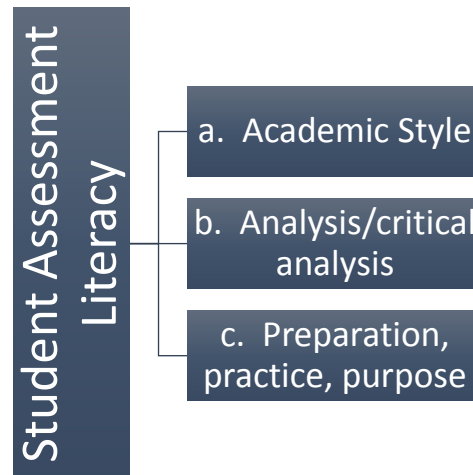 Student Assessment
Literacy
a. Academic Style
b. Analysis/critical
analysis
c. Preparation,
practice, purpose